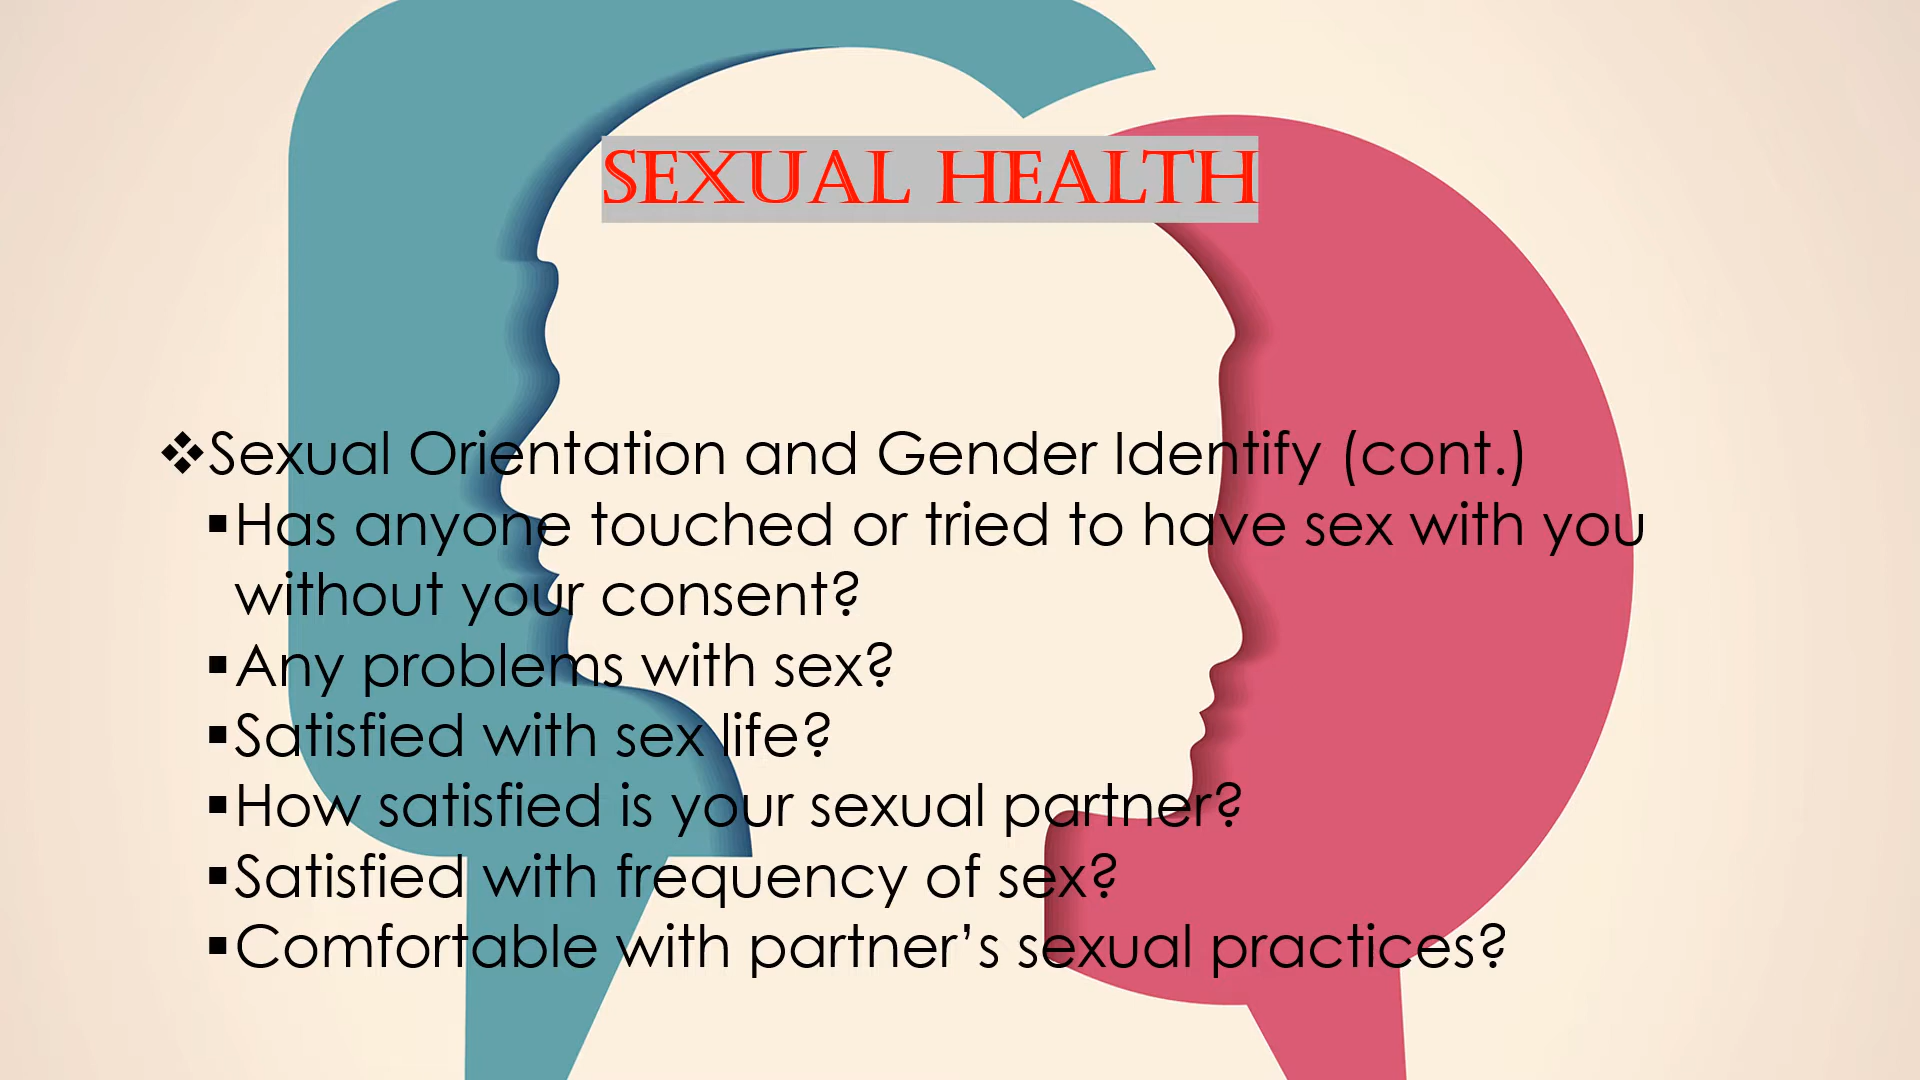 SEXUAL HEALTH
❖Sexual Orientation and Gender Identify (cont.)
▪Has anyone touched or tried to have sex with you
without your consent?
▪Any problems with sex?
▪Satisfied with sex life?
▪How satisfied is your sexual partner?
▪Satisfied with frequency of sex?
▪Comfortable with partner’s sexual practices?